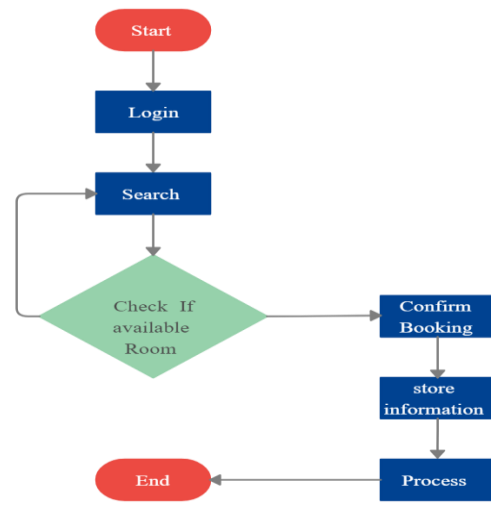 Start
Login
Search
Check If
available
Room
Confirm
Booking
store
information
Process
End